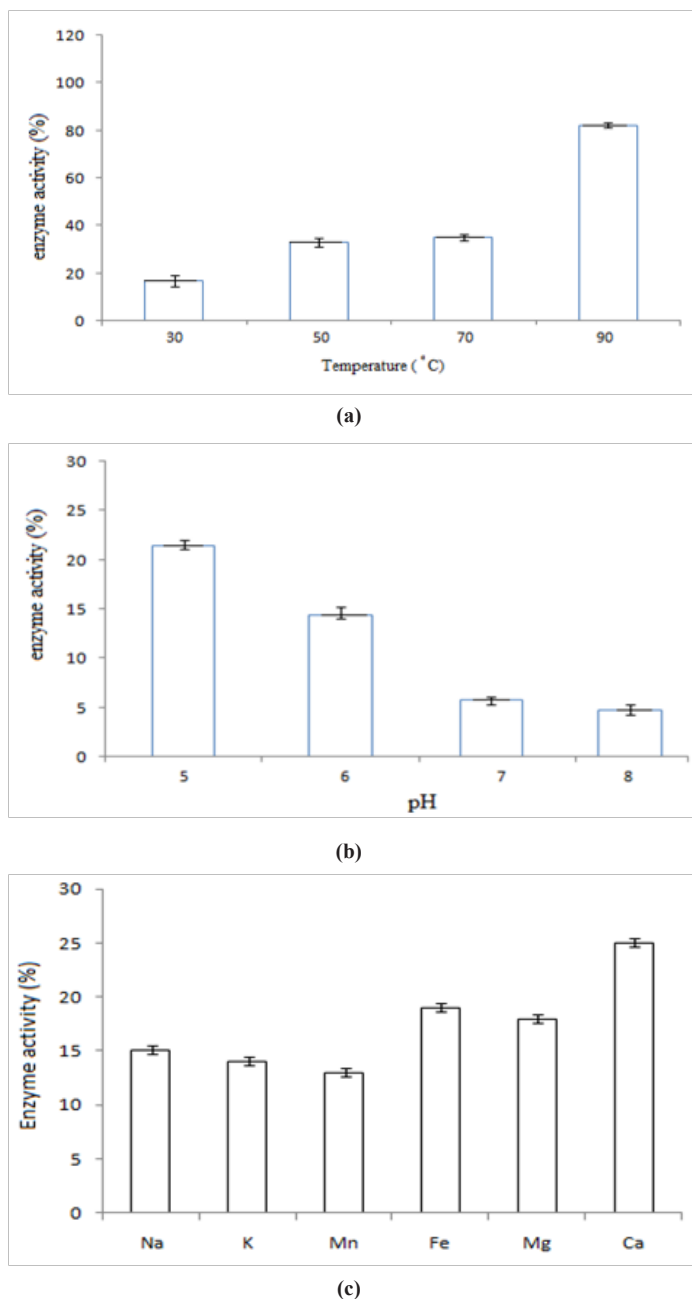 120
100
80
60
40
20
0
enzyme activity (%)
30 50 70 90
Temperature ( °C)
(a)
30
25
20
15
10
5
0
enzyme activity (%)
5 6 7 8
pH
(b)
30
25
20
15
10
5
0
Enzyme activity (%)
Na K Mn Fe Mg Ca
(c)